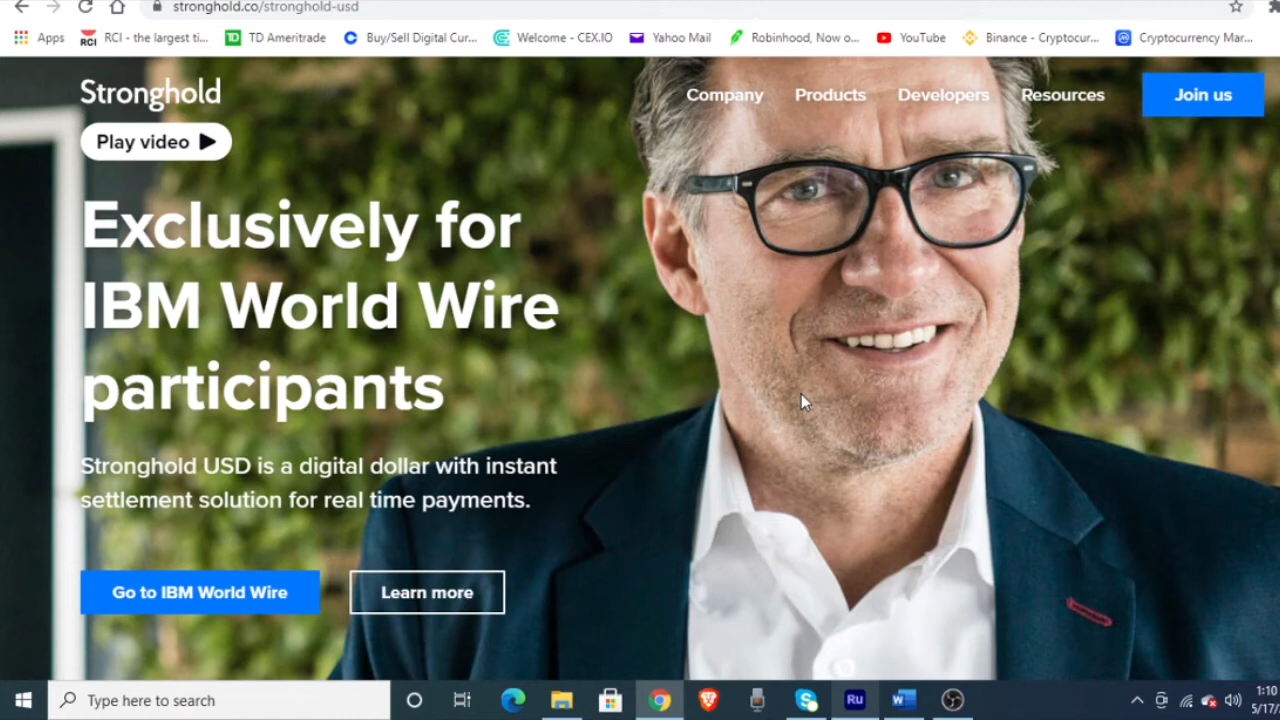 stronghold.co/stronghold-usd
Apps RCI - the largest ti... TD Ameritrade Buy/Sell Digital Cur... Welcome - CEX.IO Yahoo Mail Robinhood, Now o... YouTube Binance - Cryptocur... Cryptocurrency Mar...
Stronghold Company Products Developers Resources Join us
Play video
Exclusively for
IBM World Wire
participants
Stronghold USD is a digital dollar with instant
settlement solution for real time payments.
Go to IBM World Wire Learn more
Type here to search
1:10
5/17/